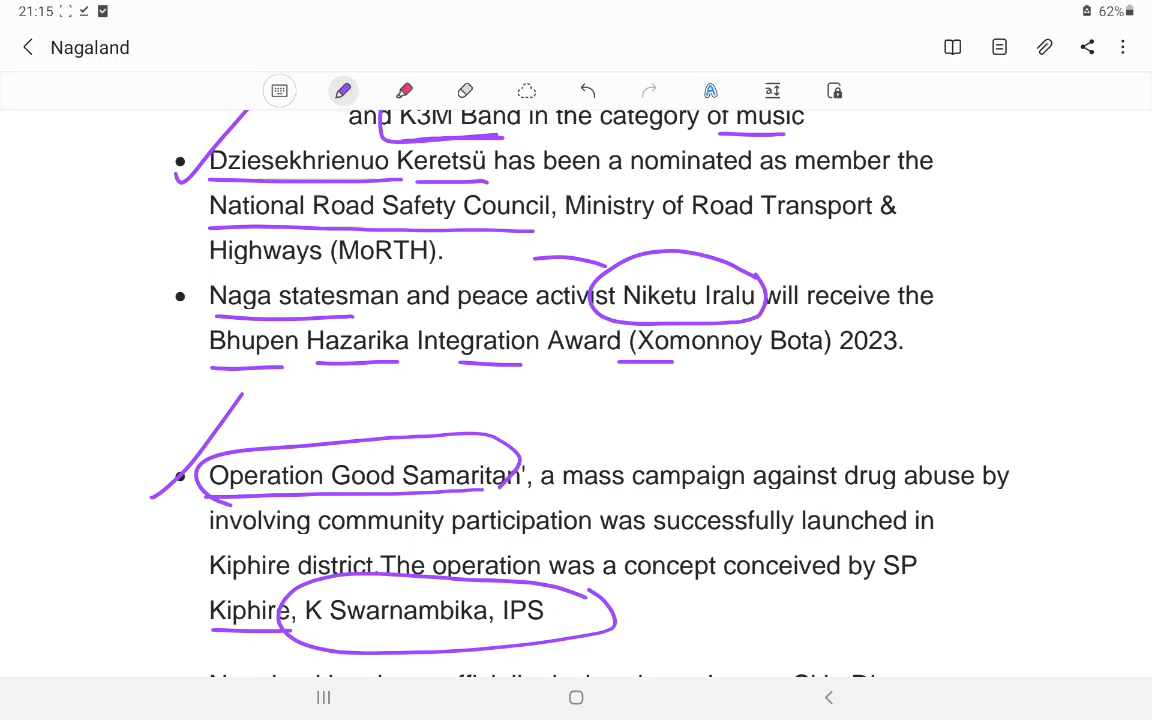 21:15
62%
Nagaland
and K3M Band in the category of music
• Dziesekhrienuo Keretsü has been a nominated as member the
National Road Safety Council, Ministry of Road Transport &
Highways (MoRTH).
• Naga statesman and peace activist Niketu Iralu will receive the
Bhupen Hazarika Integration Award (Xomonnoy Bota) 2023.
• Operation Good Samaritan', a mass campaign against drug abuse by
involving community participation was successfully launched in
Kiphire district.The operation was a concept conceived by SP
Kiphire, K Swarnambika, IPS